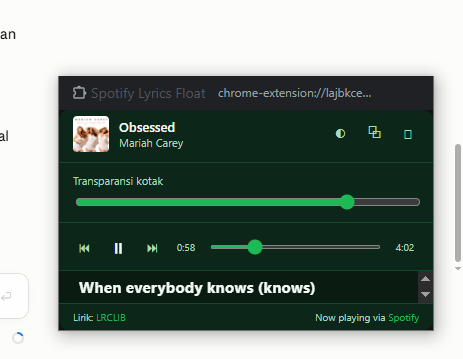 an
al
Spotify Lyrics Float chrome-extension://lajbkce...
Obsessed
Mariah Carey
Transparansi kotak
0:58 4:02
When everybody knows (knows)
Lirik: LRCLIB Now playing via Spotify